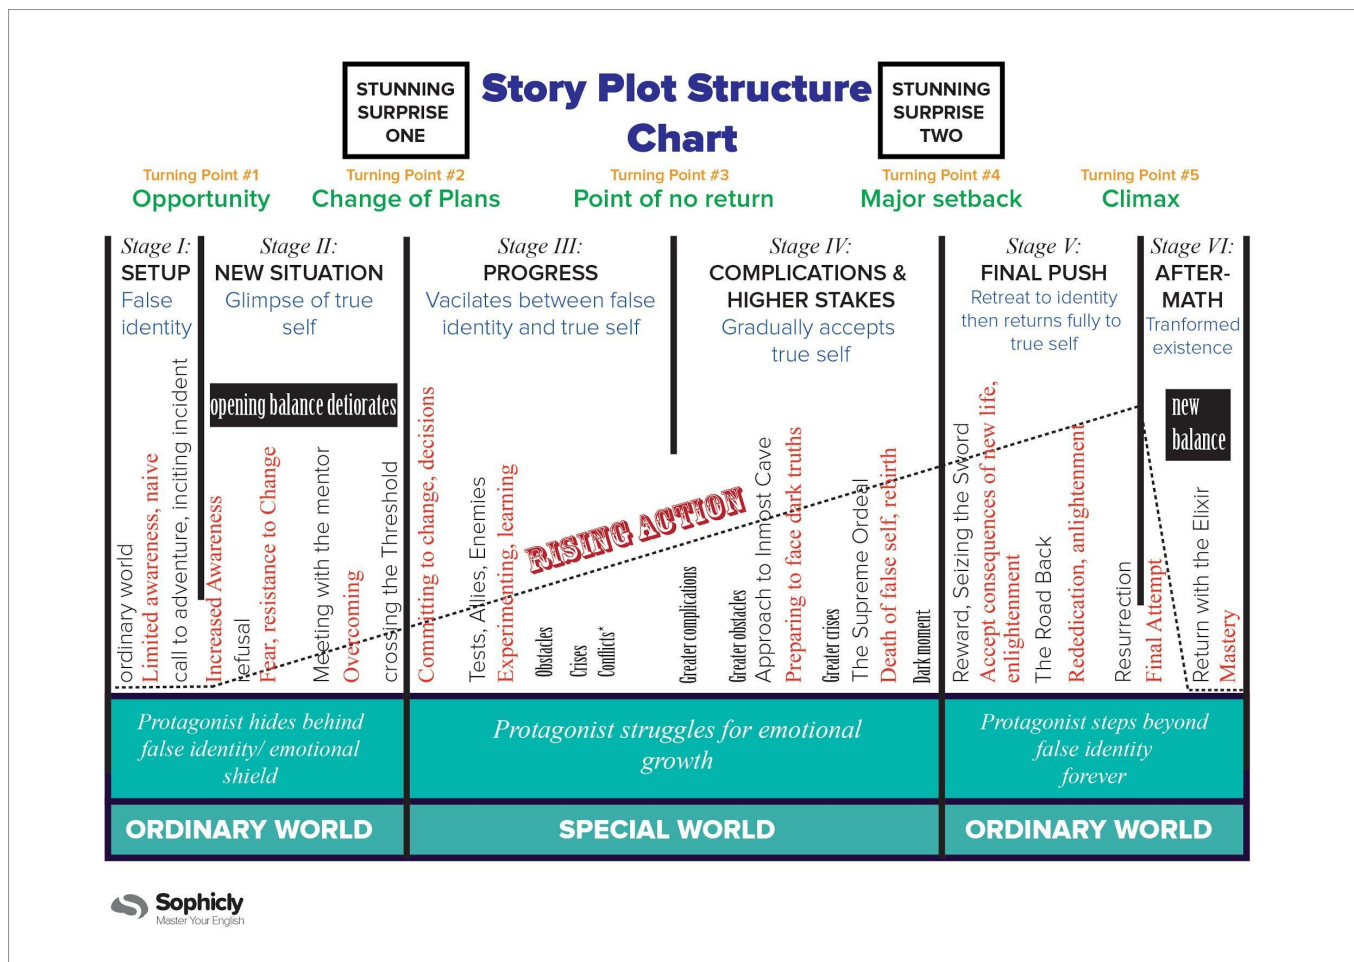 STUNNING
SURPRISE
ONE
Story Plot Structure
Chart
STUNNING
SURPRISE
TWO
Turning Point #1
Opportunity
Turning Point #2
Change of Plans
Turning Point #3
Point of no return
Turning Point #4
Major setback
Turning Point #5
Climax
Stage I:
SETUP
False
identity
Stage II:
NEW SITUATION
Glimpse of true
self
Stage III:
PROGRESS
Vacilates between false
identity and true self
Stage IV:
COMPLICATIONS &
HIGHER STAKES
Gradually accepts
true self
Stage V:
FINAL PUSH
Retreat to identity
then returns fully to
true self
Stage VI:
AFTER-
MATH
Tranformed
existence
ordinary world
Limited awareness, naive
call to adventure, inciting incident
opening balance detiorates
Increased Awareness
refusal
Fear, resistance to Change
Meeting with the mentor
Overcoming
crossing the Threshold
Committing to change, decisions
Tests, Allies, Enemies
Experimenting, learning
RISING ACTION
Obstacles
Crises
Conflicts*
Greater complications
Greater obstacles
Approach to Inmost Cave
Preparing to face dark truths
Greater crises
The Supreme Ordeal
Death of false self, rebirth
Dark moment
Reward, Seizing the Sword
Accept consequences of new life,
enlightenment
The Road Back
Rededication, anlightenment
Resurrection
Final Attempt
new
balance
Return with the Elixir
Mastery
Protagonist hides behind
false identity/ emotional
shield
Protagonist struggles for emotional
growth
Protagonist steps beyond
false identity
forever
ORDINARY WORLD
SPECIAL WORLD
ORDINARY WORLD
Sophicly
Master Your English